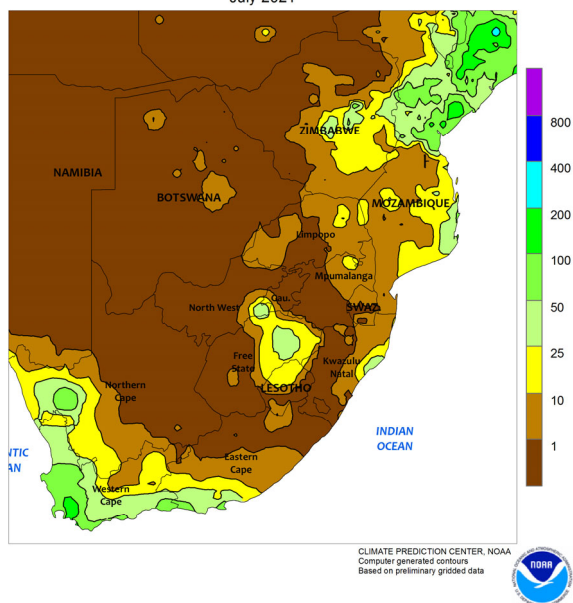 July 2021
ZIMBABWE
NAMIBIA
BOTSWANA
MOZAMBIQUE
Limpopo
Mpumalanga
North West
Gau.
SWAZ.
Free
State
Kwazulu
Natal
LESOTHO
Northern
Cape
INDIAN
OCEAN
NTIC
AN
Eastern
Cape
Western
Cape
800
400
200
100
50
25
10
1
CLIMATE PREDICTION CENTER, NOAA
Computer generated contours
Based on preliminary gridded data
NOAA